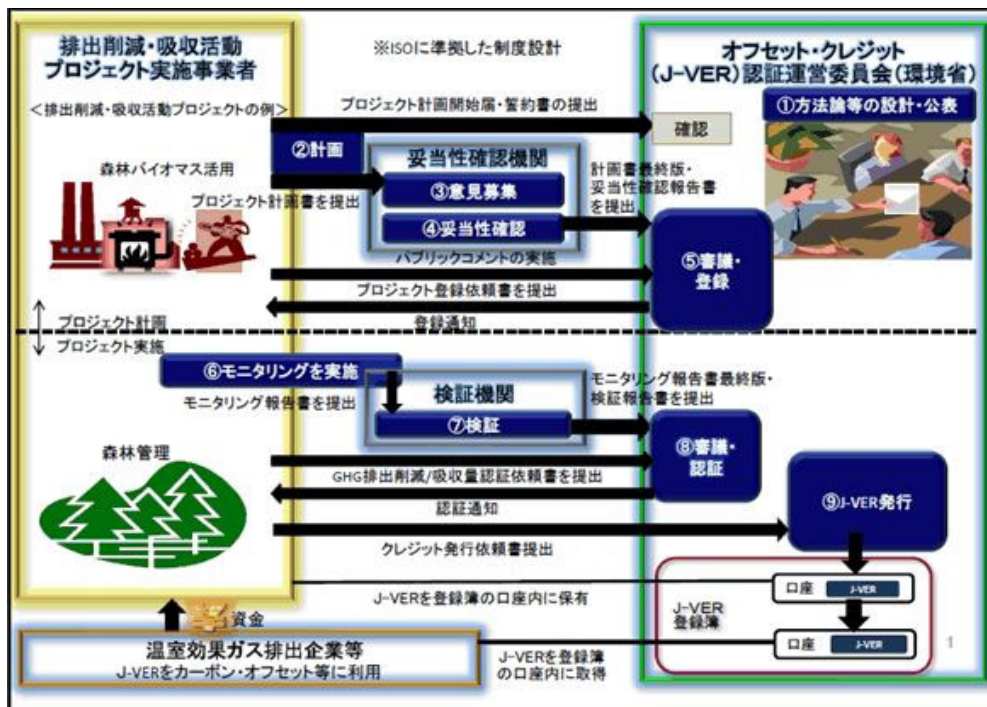 排出削減・吸収活動
プロジェクト実施事業者
※ISOに準拠した制度設計
オフセット・クレジット
(J-VER)認証運営委員会(環境省)
<排出削減・吸収活動プロジェクトの例>
プロジェクト計画開始届・誓約書の提出
①方法論等の設計・公表
確認
②計画
妥当性確認機関
森林バイオマス活用
プロジェクト計画書を提出
③意見募集
④妥当性確認
計画書最終版・
妥当性確認報告書
を提出
パブリックコメントの実施
⑤審議・
登録
プロジェクト登録依頼書を提出
登録通知
プロジェクト計画
プロジェクト実施
⑥モニタリングを実施
モニタリング報告書を提出
検証機関
⑦検証
モニタリング報告書最終版・
検証報告書を提出
森林管理
⑧審議・
認証
GHG排出削減/吸収量認証依頼書を提出
認証通知
⑨J-VER発行
クレジット発行依頼書提出
J-VERを登録簿の口座内に保有
口座
J-VER
J-VER
登録簿
口座
J-VER
資金
温室効果ガス排出企業等
J-VERをカーボン・オフセット等に利用
J-VERを登録簿
の口座内に取得
1